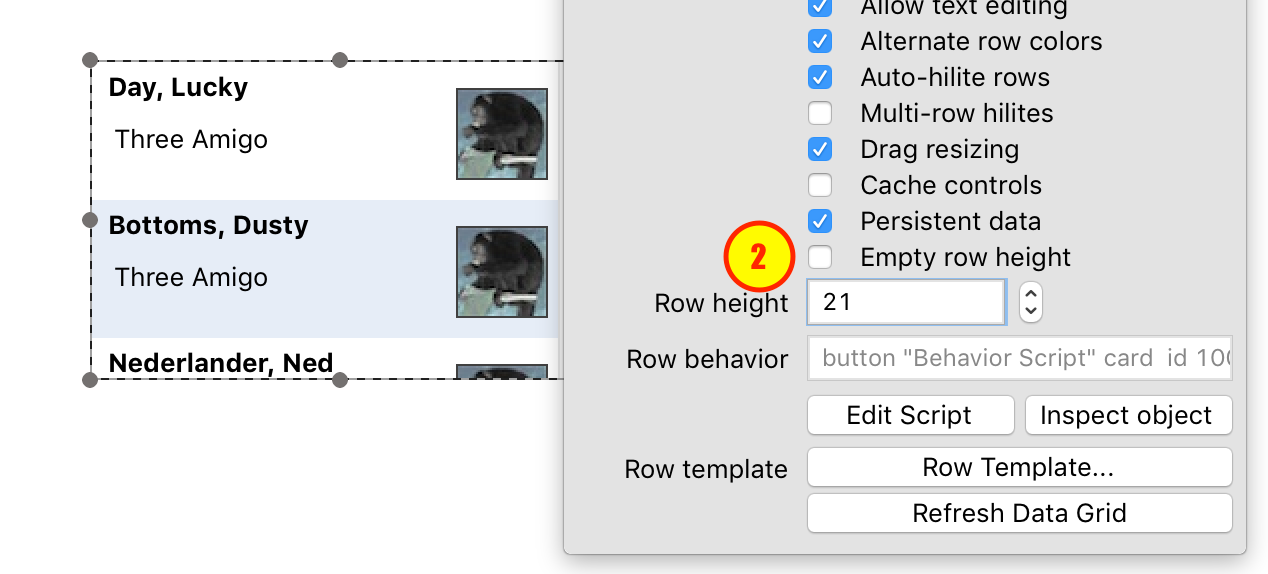 Day, Lucky
Three Amigo
Bottoms, Dusty
Three Amigo
Nederlander, Ned
Allow text editing
Alternate row colors
Auto-hilite rows
Multi-row hilites
Drag resizing
Cache controls
Persistent data
2
Empty row height
Row height 21
Row behavior button "Behavior Script" card id 100
Edit Script Inspect object
Row template Row Template...
Refresh Data Grid